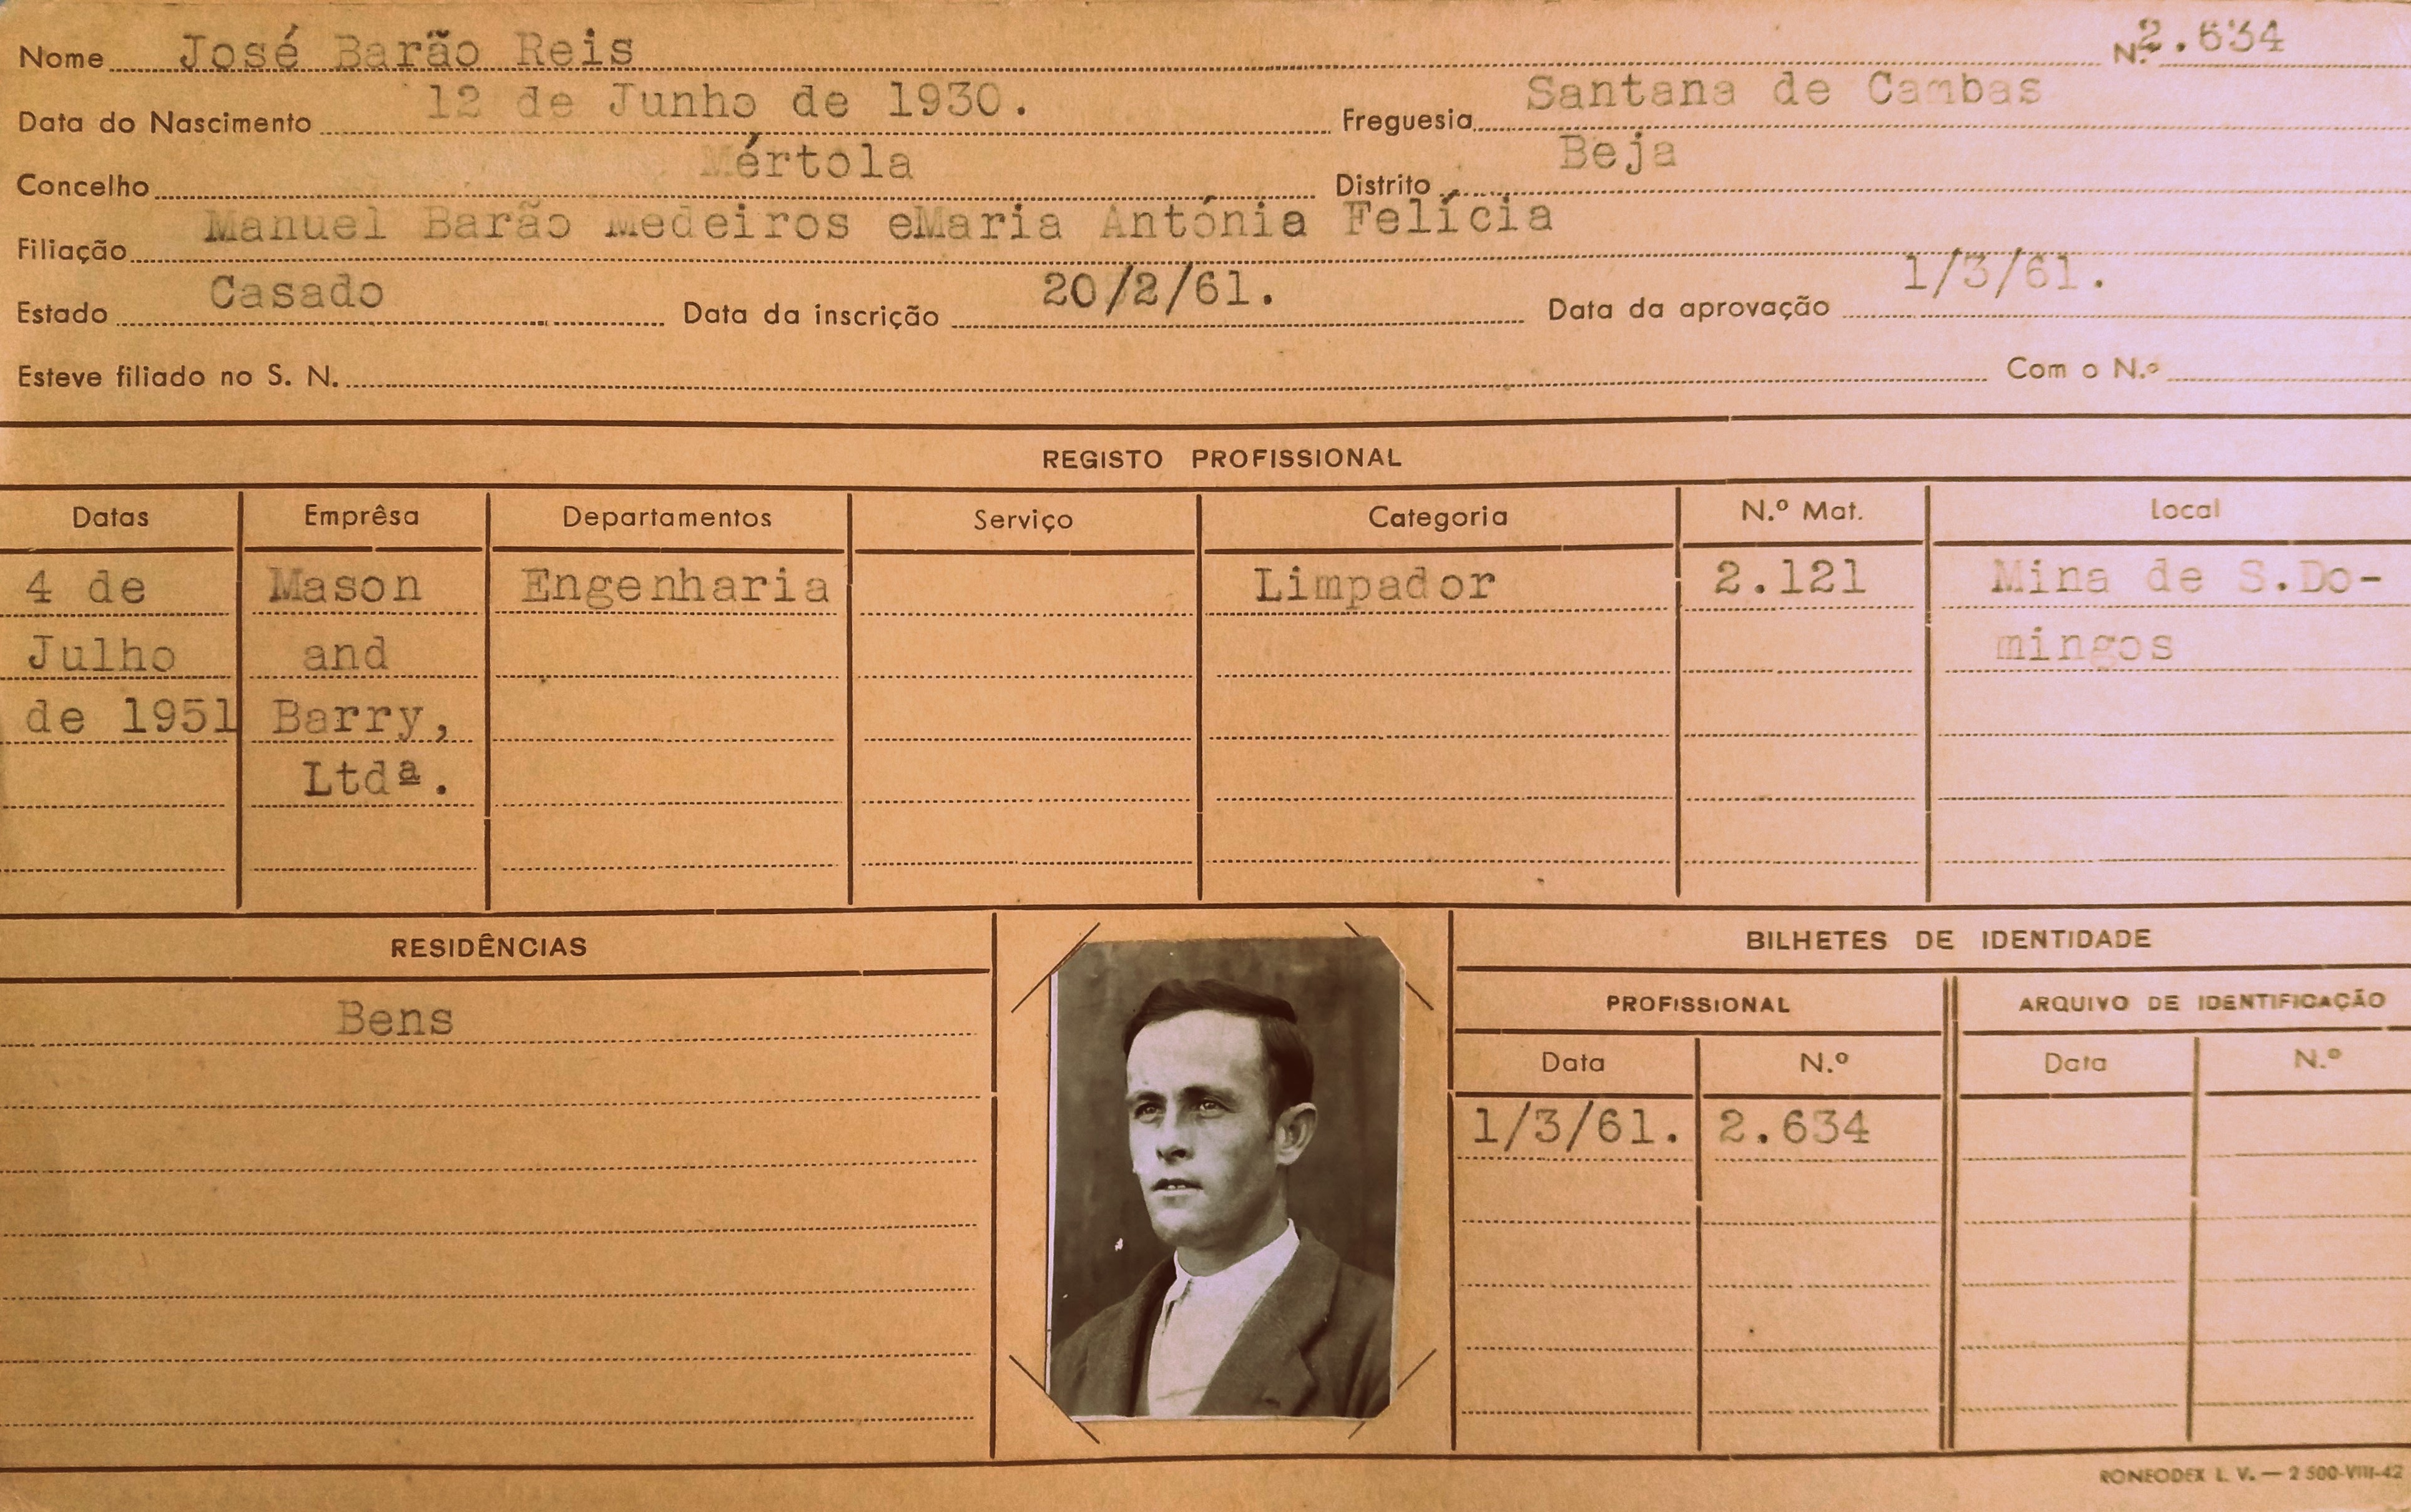 Nome José Barão Reis N.º 2.634
Data do Nascimento 12 de Junho de 1930. Freguesia Santana de Cambas
Concelho Mértola Distrito Beja
Filiação Manuel Barão Medeiros eMaria Antónia Felícia
Estado Casado Data da inscrição 20/2/61. Data da aprovação 1/3/61.
Esteve filiado no S. N. Com o N.º
REGISTO PROFISSIONAL
Datas Emprêsa Departamentos Serviço Categoria N.º Mat. Local
4 de Mason Engenharia Limpador 2.121 Mina de S.Do-
Julho and mingos
de 1951 Barry,
Ltdª.
RESIDÊNCIAS BILHETES DE IDENTIDADE
PROFISSIONAL ARQUIVO DE IDENTIFICAÇÃO
Bens
Data N.º Data N.º
1/3/61. 2.634
RONEODEX L. V. — 2 500-VIII-42